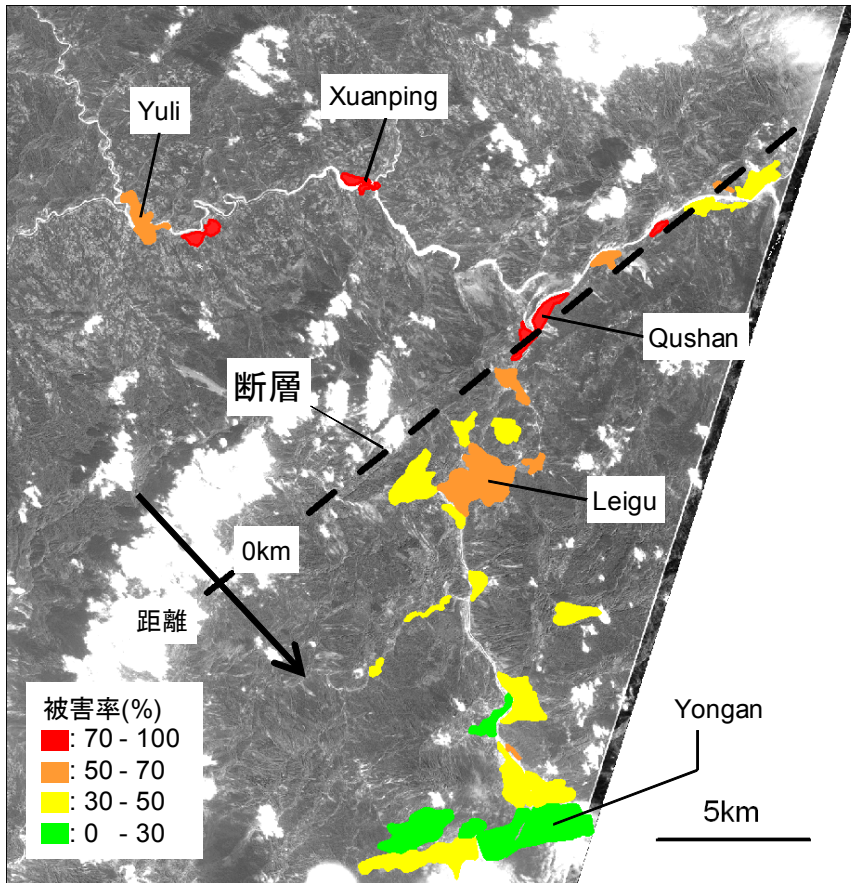 Yuli
Xuanping
Qushan
断層
Leigu
0km
距離
被害率(%)
: 70 - 100
: 50 - 70
: 30 - 50
: 0 - 30
Yongan
5km